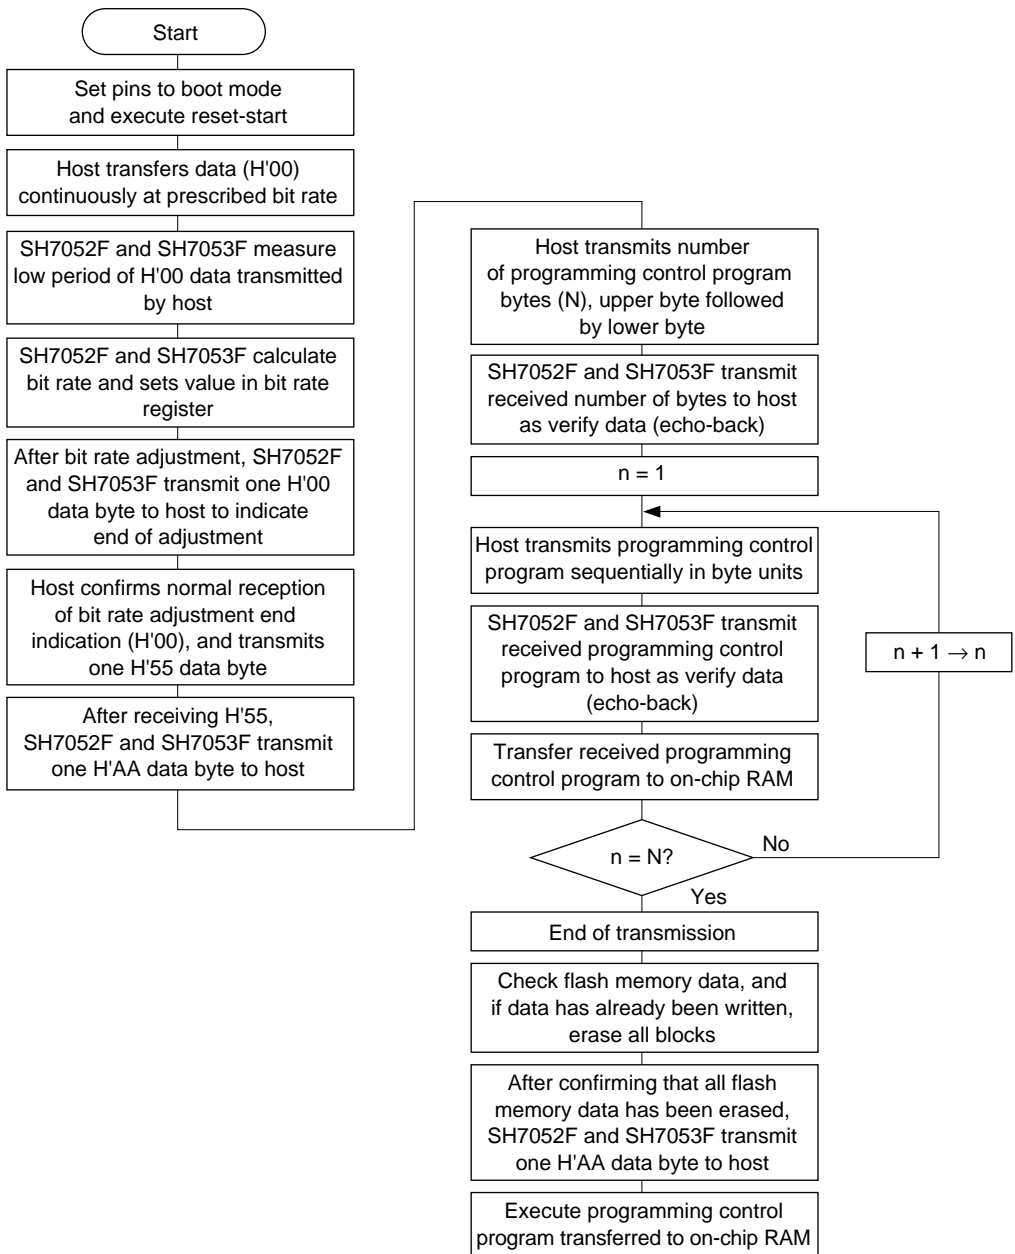 Start
Set pins to boot mode
and execute reset-start
Host transfers data (H'00)
continuously at prescribed bit rate
SH7052F and SH7053F measure
low period of H'00 data transmitted
by host
SH7052F and SH7053F calculate
bit rate and sets value in bit rate
register
After bit rate adjustment, SH7052F
and SH7053F transmit one H'00
data byte to host to indicate
end of adjustment
Host confirms normal reception
of bit rate adjustment end
indication (H'00), and transmits
one H'55 data byte
After receiving H'55,
SH7052F and SH7053F transmit
one H'AA data byte to host
Host transmits number
of programming control program
bytes (N), upper byte followed
by lower byte
SH7052F and SH7053F transmit
received number of bytes to host
as verify data (echo-back)
n = 1
Host transmits programming control
program sequentially in byte units
SH7052F and SH7053F transmit
received programming control
program to host as verify data
(echo-back)
n + 1 → n
Transfer received programming
control program to on-chip RAM
n = N?
No
Yes
End of transmission
Check flash memory data, and
if data has already been written,
erase all blocks
After confirming that all flash
memory data has been erased,
SH7052F and SH7053F transmit
one H'AA data byte to host
Execute programming control
program transferred to on-chip RAM